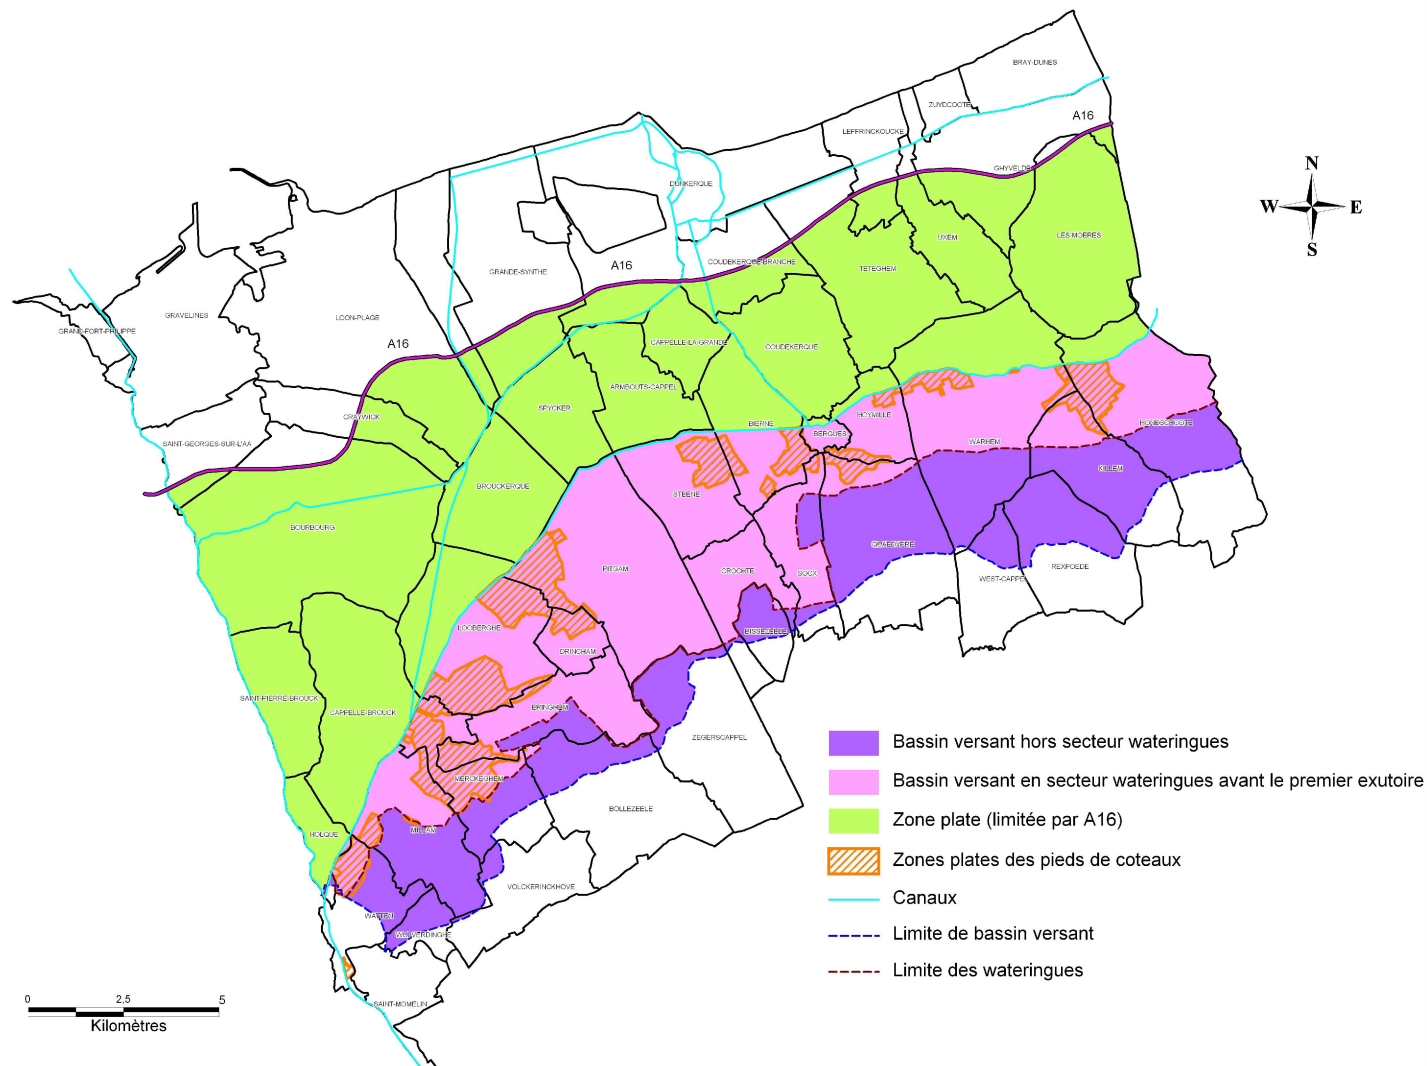 BRAY-DUNES
ZUYDCOOTE
A16
LEFFRINCKOUCKE
GHYVELDE
DUNKERQUE
N
W E
S
LES MOERES
UXEM
COUDEKERQUE-BRANCHE
A16
TETEGHEM
GRANDE-SYNTHE
GRAVELINES
LOON-PLAGE
GRAND-FORT-PHILIPPE
A16
CAPPELLE-LA-GRANDE
COUDEKERQUE
ARMBOUTS-CAPPEL
SPYCKER
CRAYWICK
HOYMILLE
BIERNE
BERGUES
HONDSCHOOTE
SAINT-GEORGES-SUR-L'AA
WARHEM
KILLEM
BROUCKERQUE
STEENE
BOURBOURG
GHAEDVERE
PITGAM
CROCHTE
SOCX
WEST-CAPPEL
REXPOEDE
LOOBERGHE
BISSEZEELE
DRINCHAM
SAINT-PIERRE-BROUCK
CAPPELLE-BROUCK
ERINGHEM
ZEGERSCAPPEL
MERCKEGHEM
BOLLEZEELE
HOLQUE
MILLAM
VOLCKERINCKHOVE
WATTEN
WULVERDINGHE
SAINT-MOMELIN
Bassin versant hors secteur wateringues
Bassin versant en secteur wateringues avant le premier exutoire
Zone plate (limitée par A16)
Zones plates des pieds de coteaux
Canaux
Limite de bassin versant
Limite des wateringues
0 2,5 5
Kilomètres